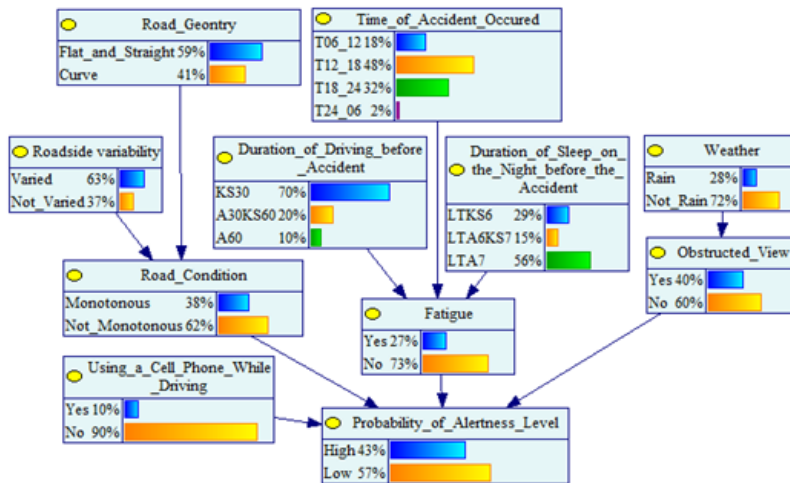 Road_Geontry
Flat_and_Straight 59%
Curve 41%
Time_of_Accident_Occured
T06_12 18%
T12_18 48%
T18_24 32%
T24_06 2%
Roadside variability
Varied 63%
Not_Varied 37%
Duration_of_Driving_before
_Accident
KS30 70%
A30KS60 20%
A60 10%
Duration_of_Sleep_on_
the_Night_before_the_
Accident
LTKS6 29%
LTA6KS7 15%
LTA7 56%
Weather
Rain 28%
Not_Rain 72%
Road_Condition
Monotonous 38%
Not_Monotonous 62%
Fatigue
Yes 27%
No 73%
Obstructed_View
Yes 40%
No 60%
Using_a_Cell_Phone_While
_Driving
Yes 10%
No 90%
Probability_of_Alertness_Level
High 43%
Low 57%